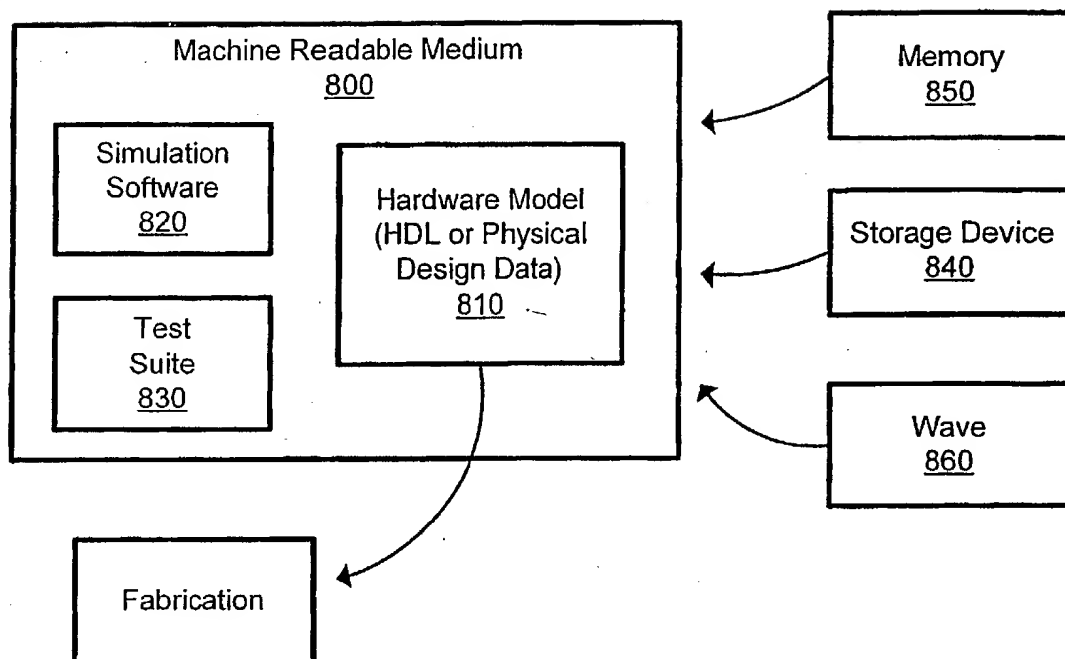 Machine Readable Medium
800
Simulation
Software
820
Test
Suite
830
Hardware Model
(HDL or Physical
Design Data)
810
Memory
850
Storage Device
840
Wave
860
Fabrication